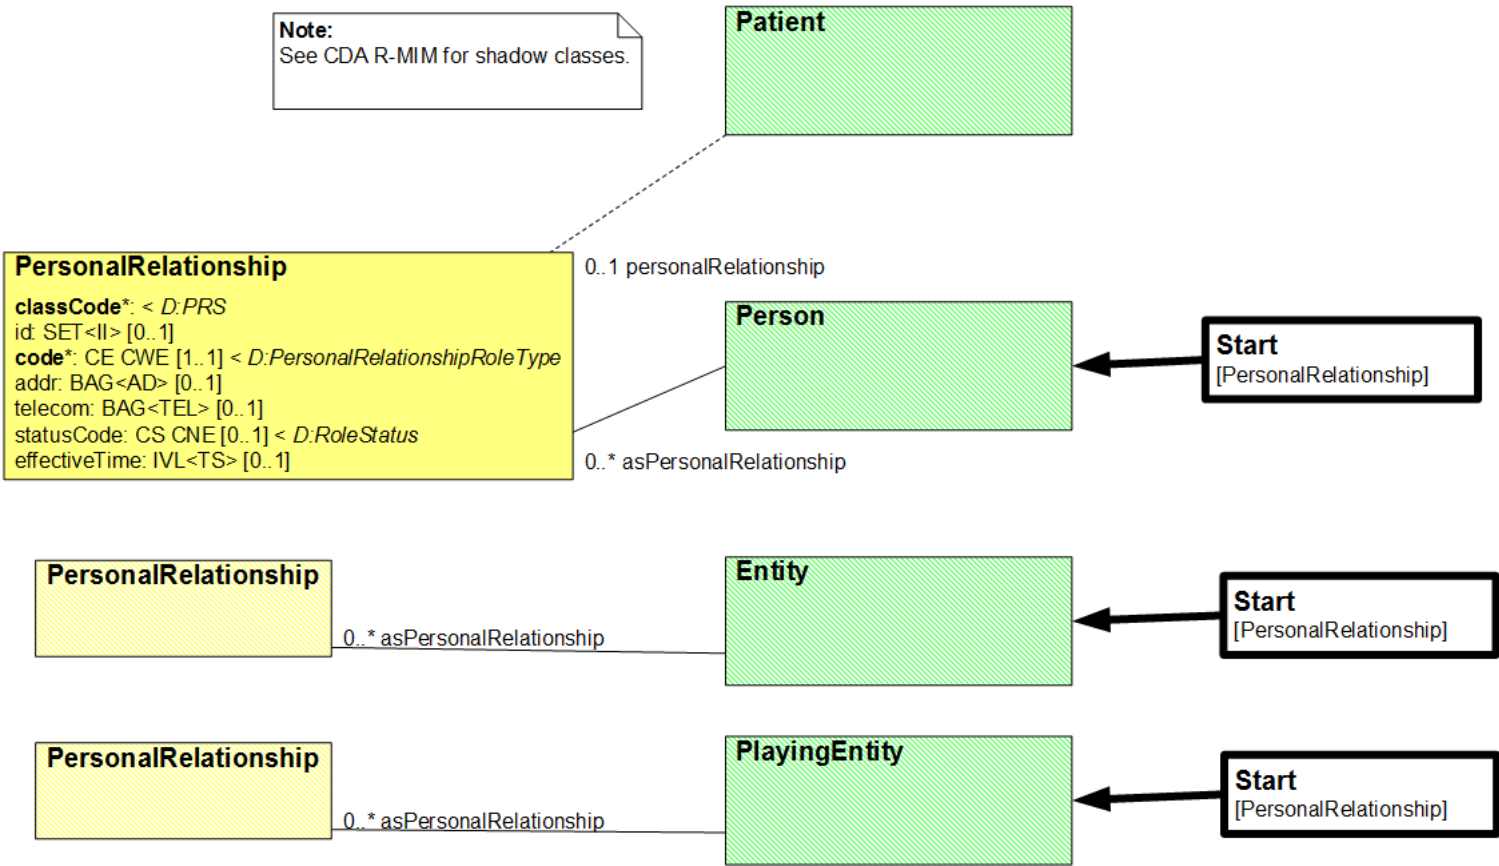 Note:
See CDA R-MIM for shadow classes.
Patient
PersonalRelationship
classCode*: < D:PRS
id: SET<II> [0..1]
code*: CE CWE [1..1] < D:PersonalRelationshipRoleType
addr: BAG<AD> [0..1]
telecom: BAG<TEL> [0..1]
statusCode: CS CNE [0..1] < D:RoleStatus
effectiveTime: IVL<TS> [0..1]
0..1 personalRelationship
Person
Start
[PersonalRelationship]
0..* asPersonalRelationship
PersonalRelationship
0..* asPersonalRelationship
Entity
Start
[PersonalRelationship]
PersonalRelationship
0..* asPersonalRelationship
PlayingEntity
Start
[PersonalRelationship]